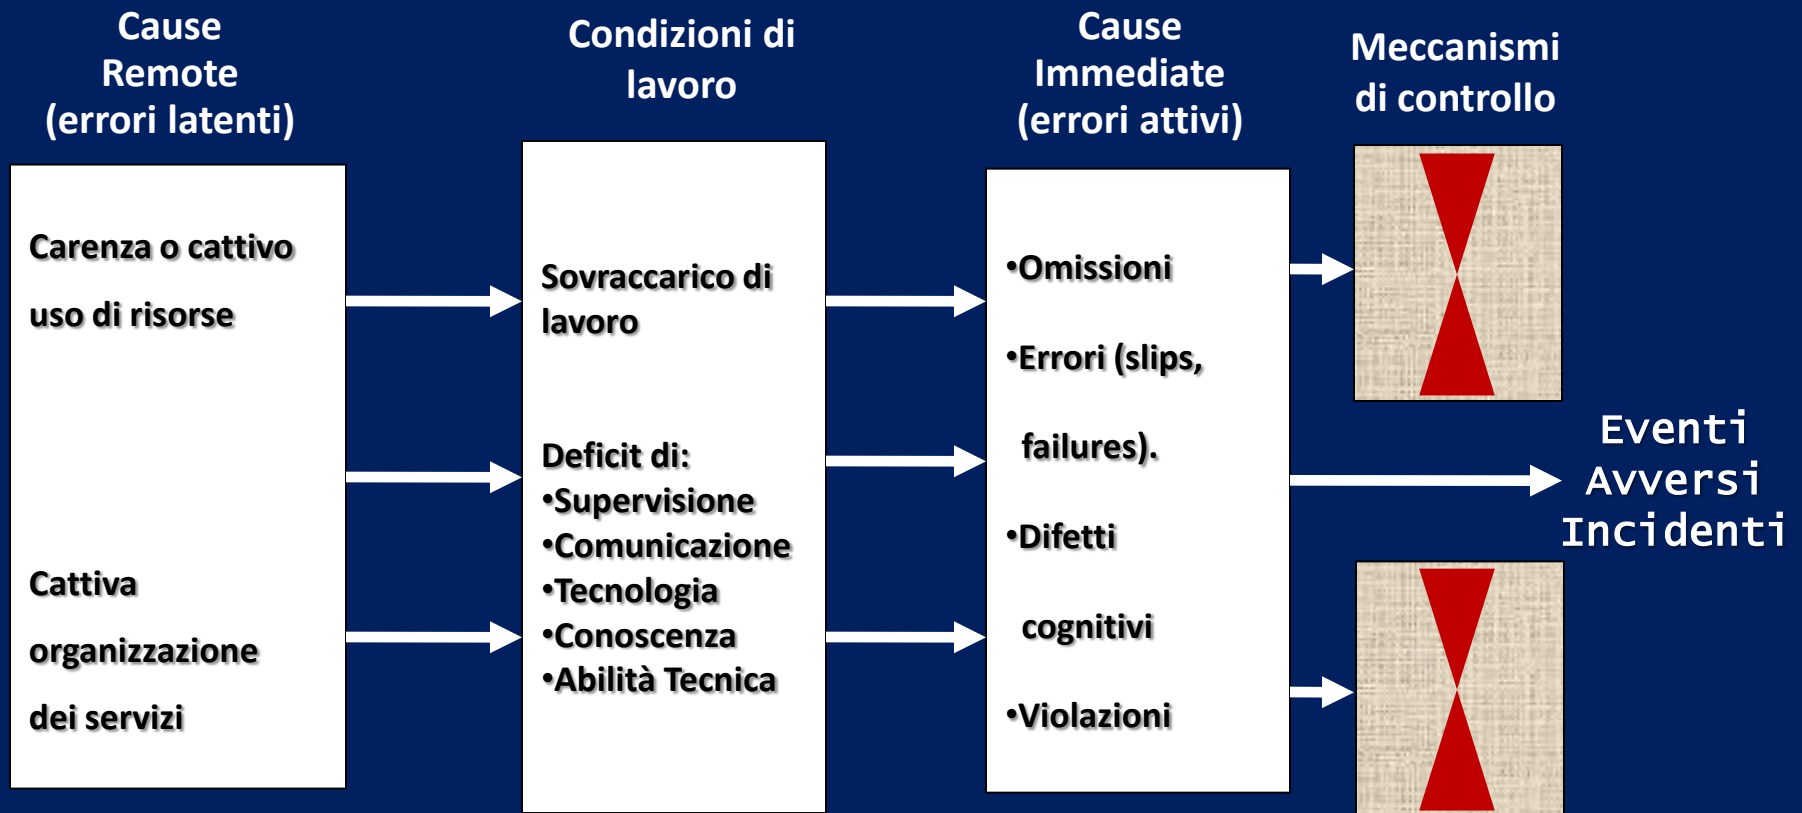 Cause
Remote
(errori latenti)
Condizioni di
lavoro
Cause
Immediate
(errori attivi)
Meccanismi
di controllo
Carenza o cattivo
uso di risorse
Cattiva
organizzazione
dei servizi
Sovraccarico di
lavoro
Deficit di:
•Supervisione
•Comunicazione
•Tecnologia
•Conoscenza
•Abilità Tecnica
•Omissioni
•Errori (slips,
failures).
•Difetti
cognitivi
•Violazioni
Eventi
Avversi
Incidenti